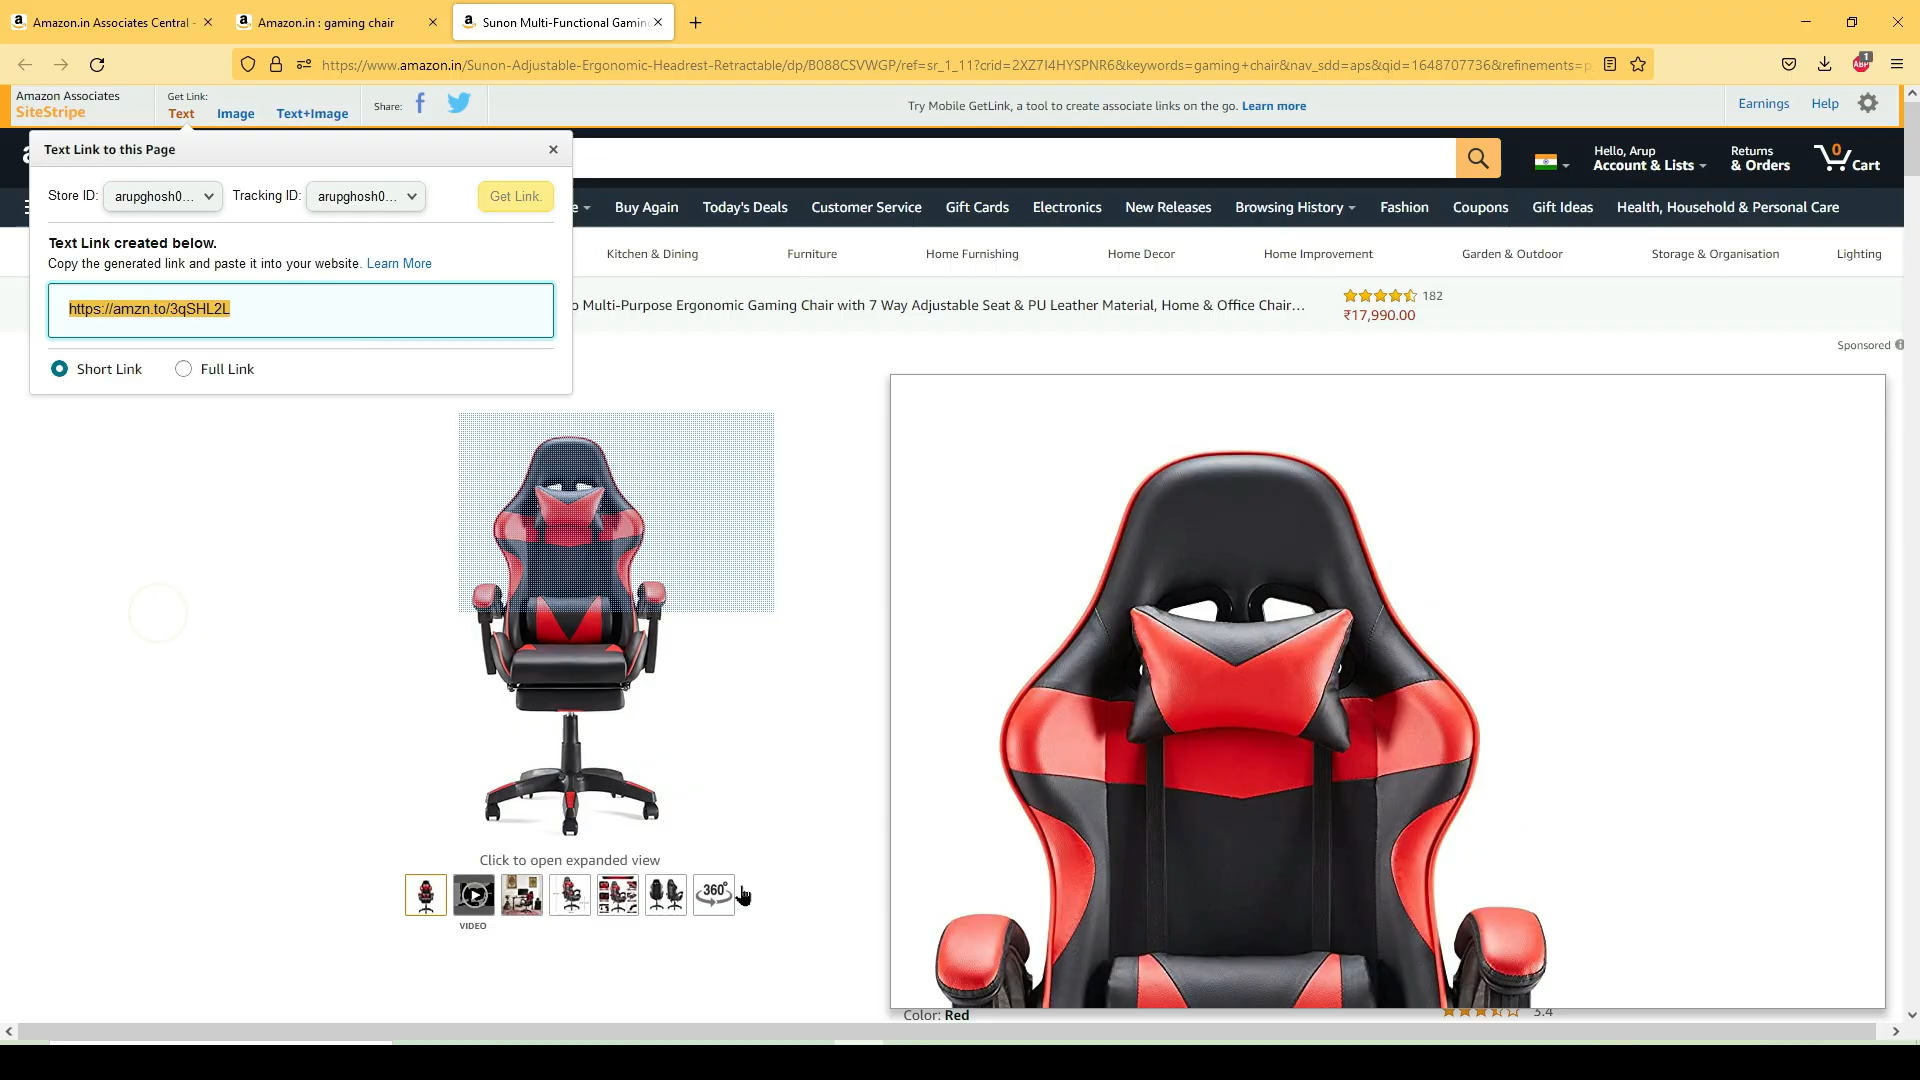 Amazon.in Associates Central -
Amazon.in : gaming chair
Sunon Multi-Functional Gaming
https://www.amazon.in/Sunon-Adjustable-Ergonomic-Headrest-Retractable/dp/B088CSVWGP/ref=sr_1_11?crid=2XZ7I4HYSPNR6&keywords=gaming+chair&nav_sdd=aps&qid=1648707736&refinements=p_
1
ABP
Amazon Associates
SiteStripe
Get Link:
Text Image Text+Image
Share:
Try Mobile GetLink, a tool to create associate links on the go. Learn more
Earnings Help
Text Link to this Page
Store ID: arupghosh0... Tracking ID: arupghosh0... Get Link.
Text Link created below.
Copy the generated link and paste it into your website. Learn More
https://amzn.to/3qSHL2L
Short Link Full Link
Hello, Arup
Account & Lists
Returns
& Orders
0
Cart
Buy Again Today's Deals Customer Service Gift Cards Electronics New Releases Browsing History Fashion Coupons Gift Ideas Health, Household & Personal Care
Kitchen & Dining Furniture Home Furnishing Home Decor Home Improvement Garden & Outdoor Storage & Organisation Lighting
Multi-Purpose Ergonomic Gaming Chair with 7 Way Adjustable Seat & PU Leather Material, Home & Office Chair...
182
₹17,990.00
Sponsored
Click to open expanded view
360°
VIDEO
Color: Red
3.4